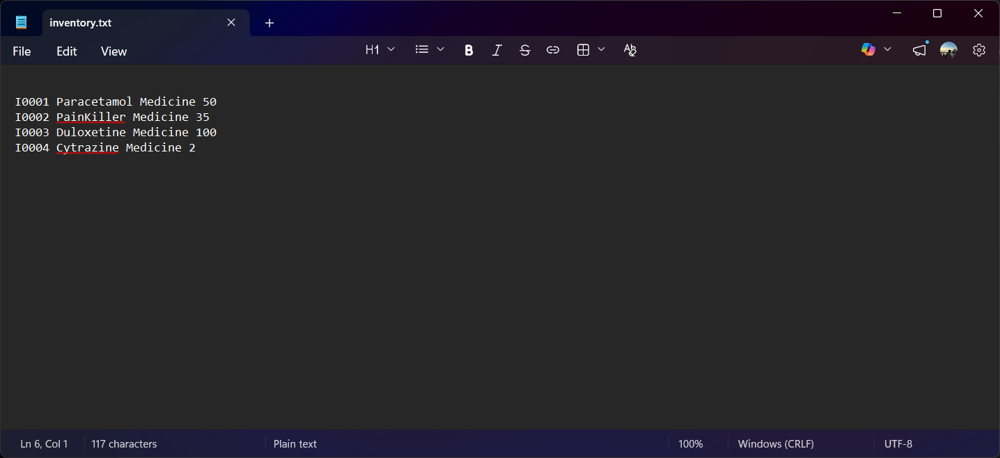 inventory.txt
File Edit View H1 B I S
I0001 Paracetamol Medicine 50
I0002 PainKiller Medicine 35
I0003 Duloxetine Medicine 100
I0004 Cytrazine Medicine 2
Ln 6, Col 1 117 characters Plain text 100% Windows (CRLF) UTF-8